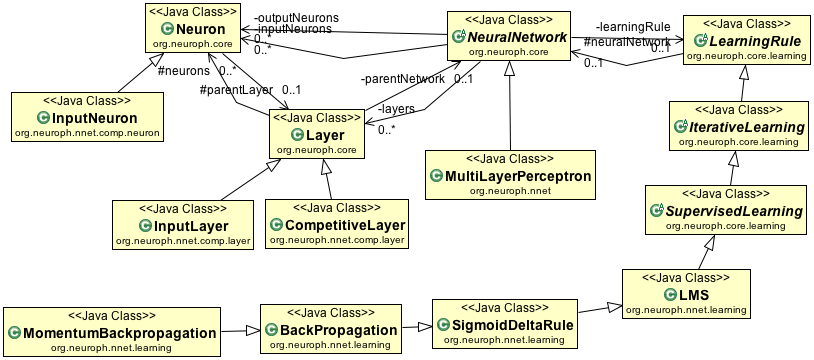 <<Java Class>>
Neuron
org.neuroph.core
-outputNeurons
-inputNeurons
0..*
0..*
<<Java Class>>
NeuralNetwork
org.neuroph.core
-learningRule
#neuralNetwork
0..1
0..1
<<Java Class>>
LearningRule
org.neuroph.core.learning
#neurons
0..*
#parentLayer
0..1
-parentNetwork
0..1
-layers
0..*
<<Java Class>>
InputNeuron
org.neuroph.nnet.comp.neuron
<<Java Class>>
Layer
org.neuroph.core
<<Java Class>>
IterativeLearning
org.neuroph.core.learning
<<Java Class>>
MultiLayerPerceptron
org.neuroph.nnet
<<Java Class>>
SupervisedLearning
org.neuroph.core.learning
<<Java Class>>
InputLayer
org.neuroph.nnet.comp.layer
<<Java Class>>
CompetitiveLayer
org.neuroph.nnet.comp.layer
<<Java Class>>
LMS
org.neuroph.nnet.learning
<<Java Class>>
MomentumBackpropagation
org.neuroph.nnet.learning
<<Java Class>>
BackPropagation
org.neuroph.nnet.learning
<<Java Class>>
SigmoidDeltaRule
org.neuroph.nnet.learning